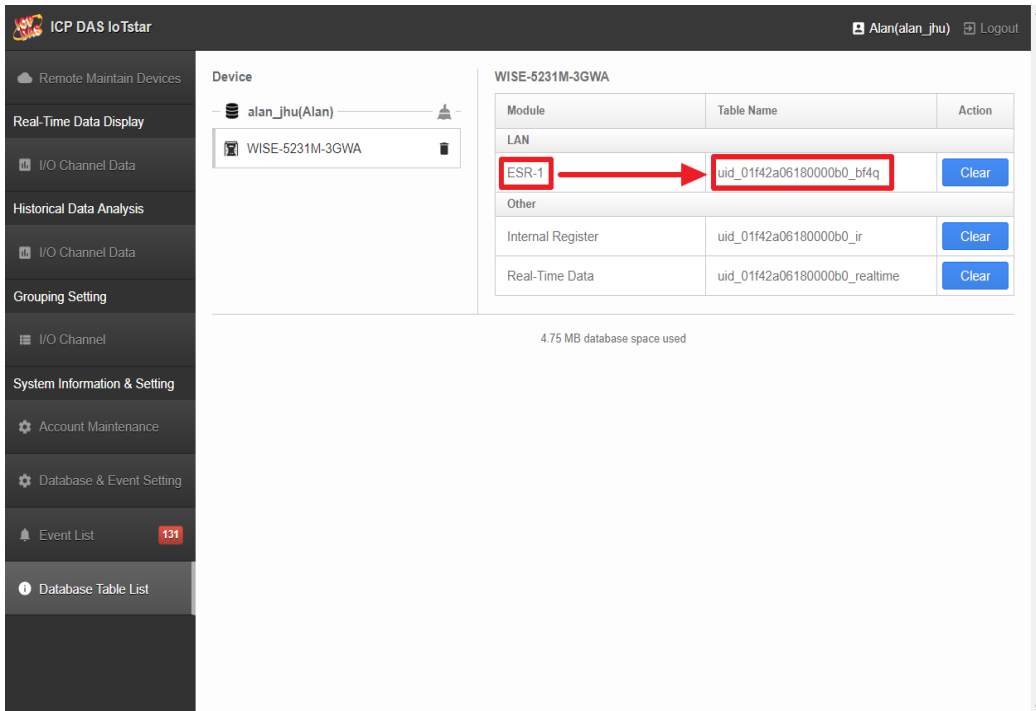 ICP DAS IoTstar
Alan(alan_jhu) Logout
Remote Maintain Devices
Real-Time Data Display
I/O Channel Data
Historical Data Analysis
I/O Channel Data
Grouping Setting
I/O Channel
System Information & Setting
Account Maintenance
Database & Event Setting
Event List 131
Database Table List
Device
alan_jhu(Alan)
WISE-5231M-3GWA
WISE-5231M-3GWA
Module Table Name Action
LAN
ESR-1 uid_01f42a06180000b0_bf4q Clear
Other
Internal Register uid_01f42a06180000b0_ir Clear
Real-Time Data uid_01f42a06180000b0_realtime Clear
4.75 MB database space used